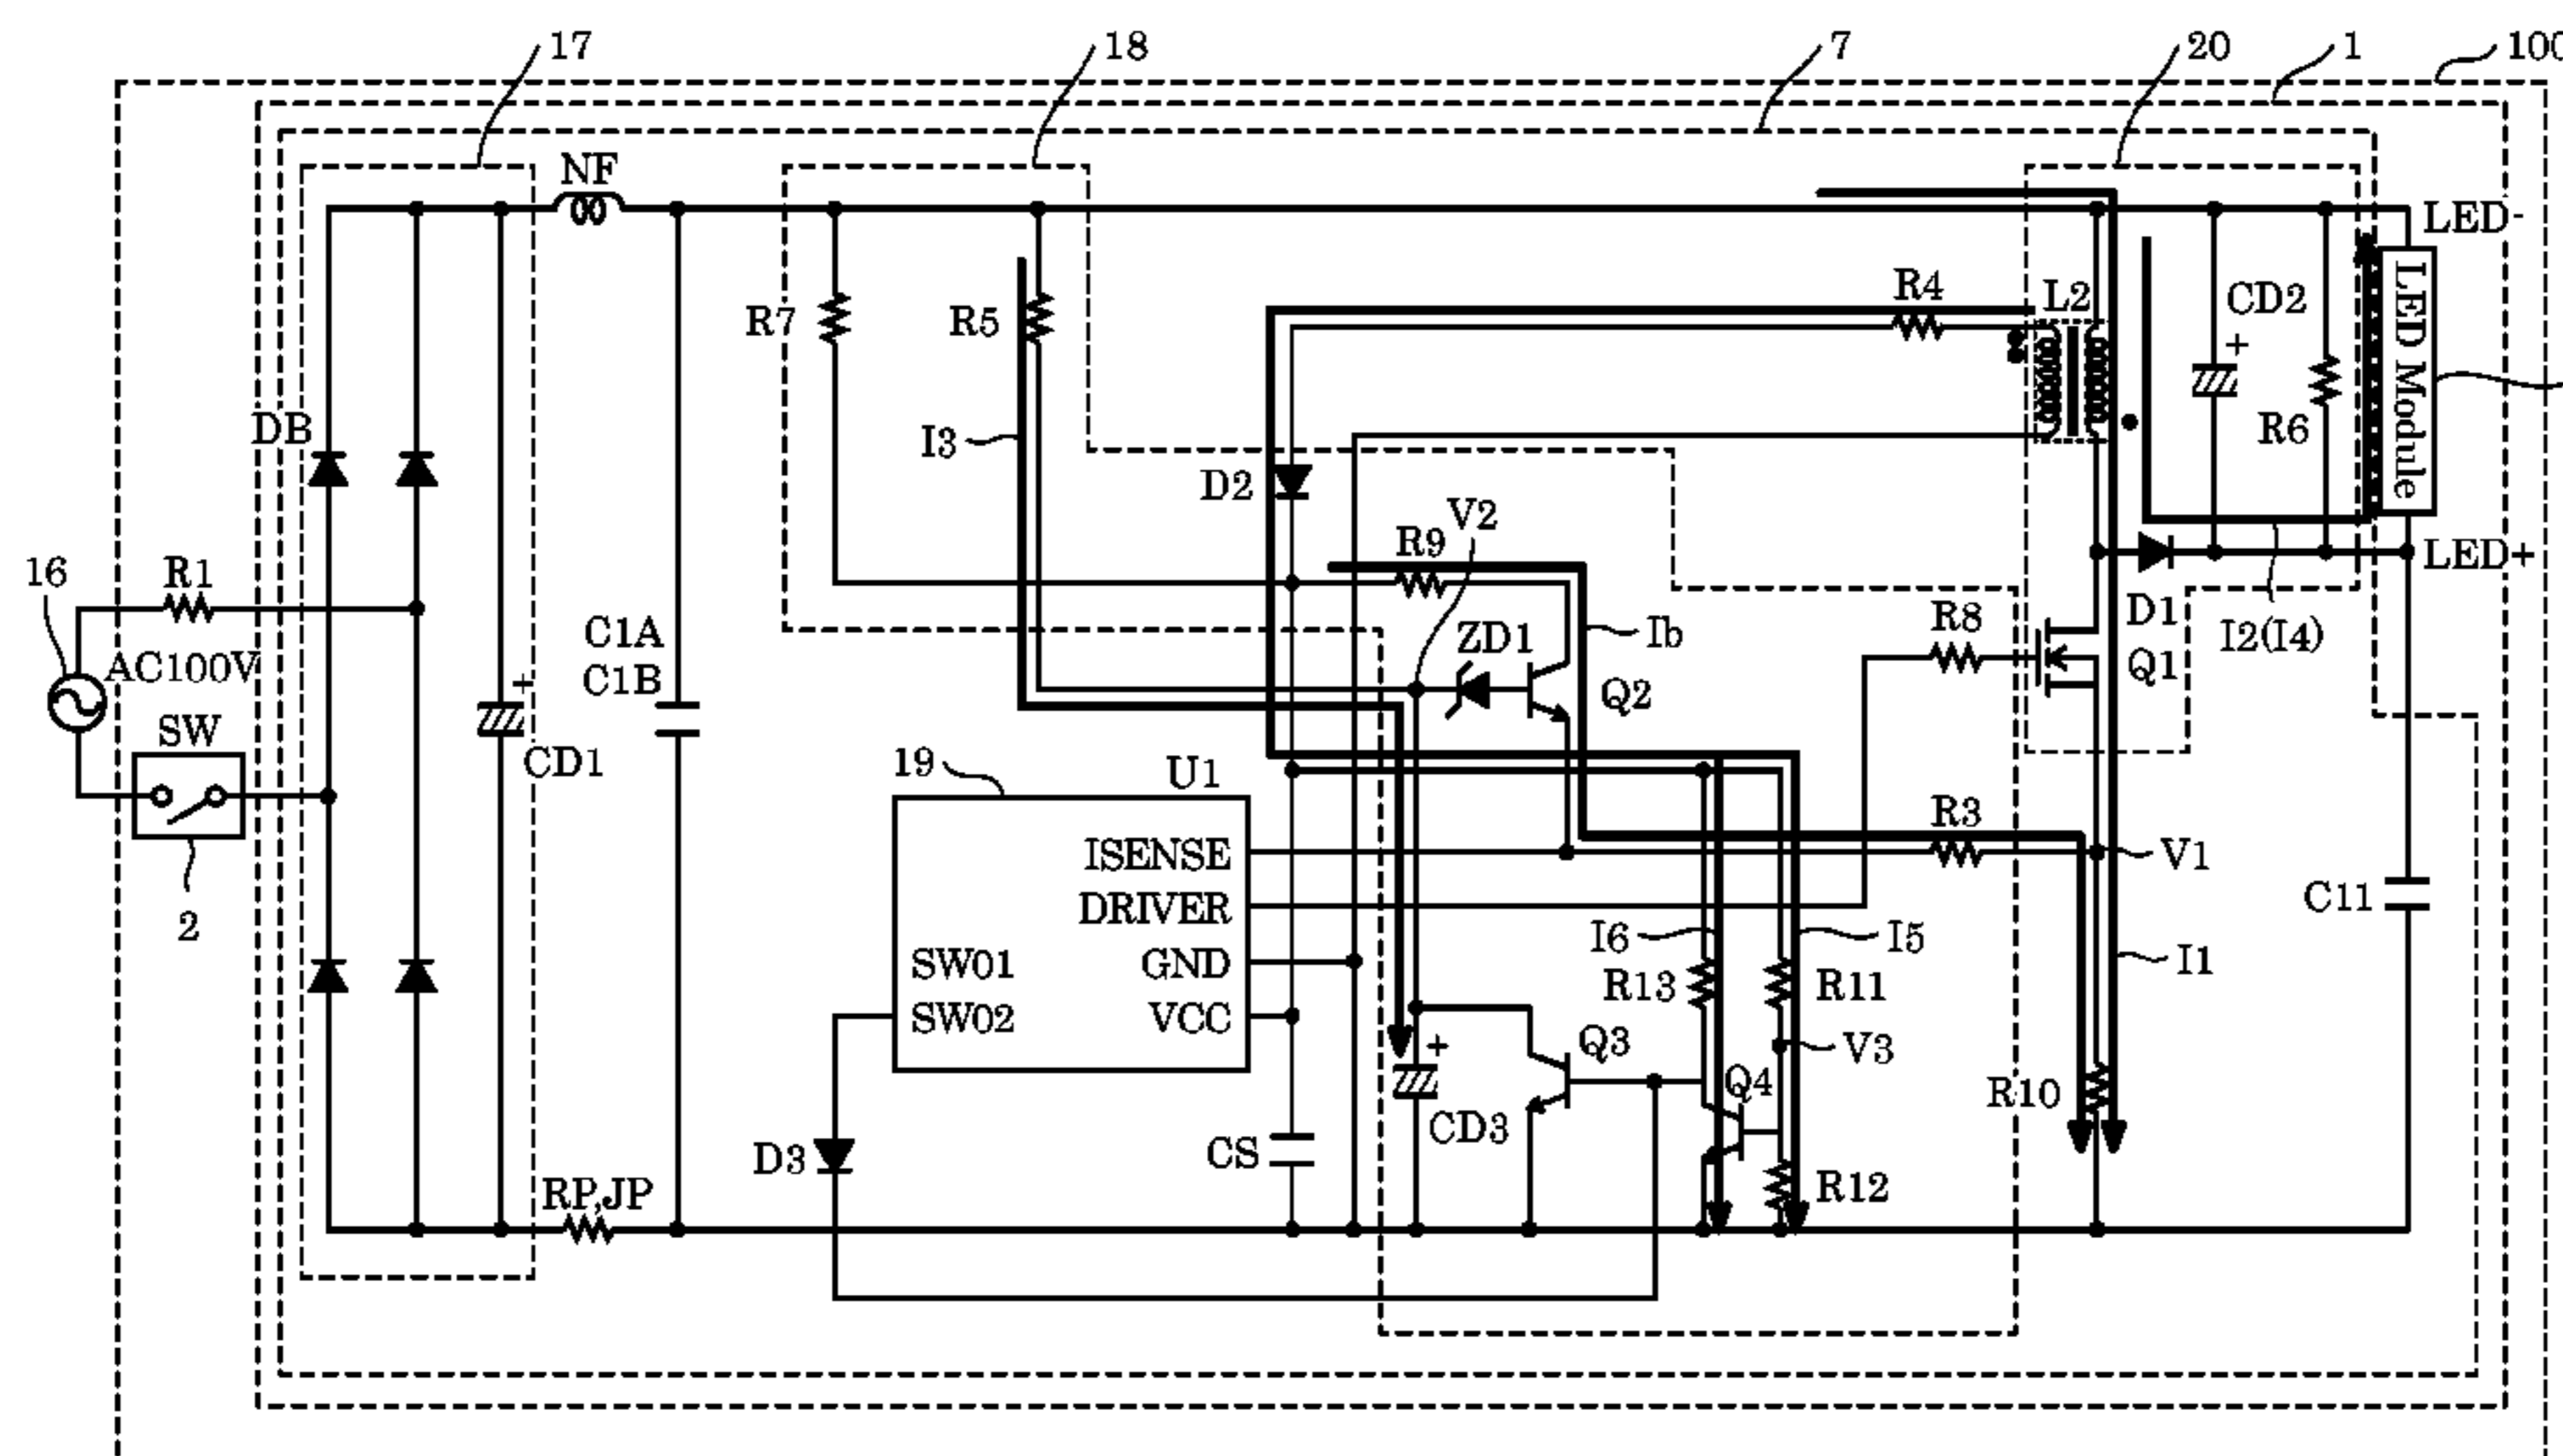 17
18
7
20
1
100
NF
LED-
R4
L2
CD2
+
R7
R5
LED Module
DB
I3
R6
D2
V2
R9
LED+
16
R1
C1A
C1B
ZD1
Ib
R8
D1
I2(I4)
AC100V
+
Q2
Q1
SW
CD1
19
U1
ISENSE
R3
V1
2
DRIVER
C11
I6
I5
I1
SW01
GND
R13
R11
SW02
VCC
+
Q3
V3
Q4
R10
D3
CS
CD3
RP,JP
R12